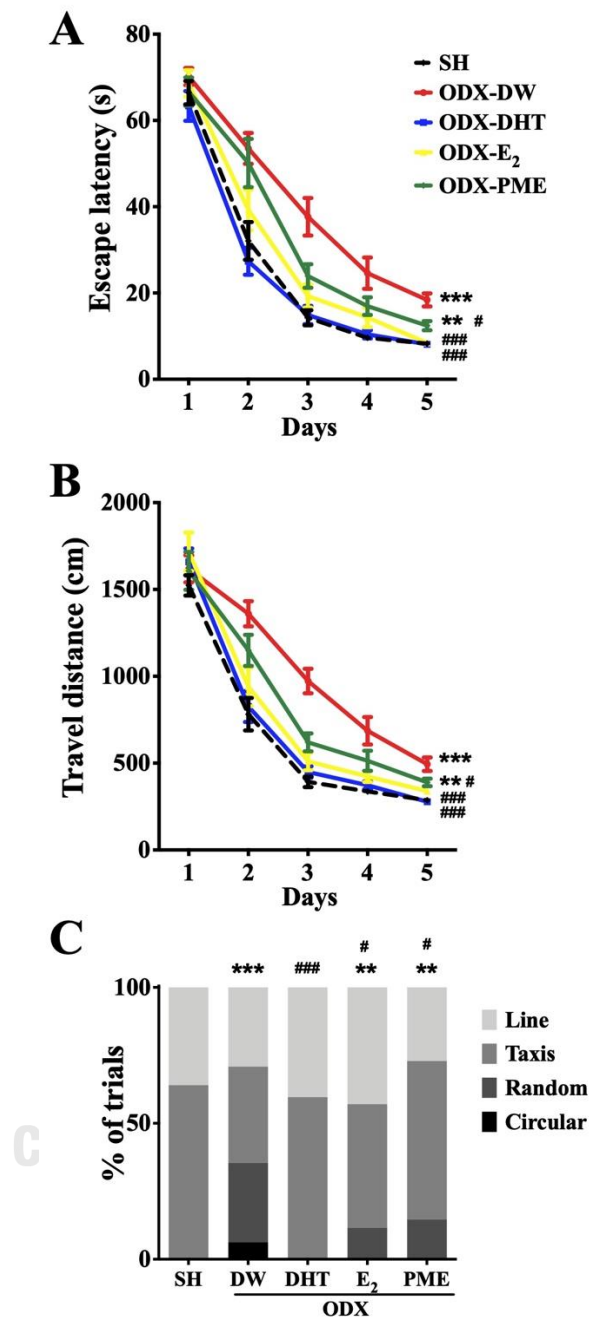 A
Escape latency (s)
80
60
40
20
0
1 2 3 4 5
Days
SH
ODX-DW
ODX-DHT
ODX-E₂
ODX-PME
***
** #
###
###
B
Travel distance (cm)
2000
1500
1000
500
0
1 2 3 4 5
Days
***
** #
###
###
C
% of trials
100
50
0
*** ### # ** # **
SH DW DHT E₂ PME
ODX
Line
Taxis
Random
Circular
c